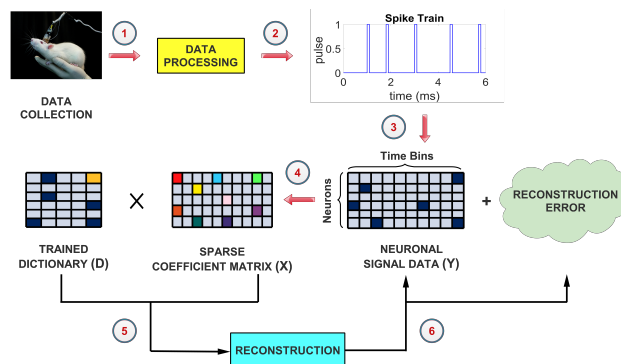 1
2
DATA
PROCESSING
Spike Train
pulse
1
0.5
0
0
2
4
6
time (ms)
DATA
COLLECTION
3
Time Bins
4
Neurons
X
+
RECONSTRUCTION
ERROR
TRAINED
DICTIONARY (D)
SPARSE
COEFFICIENT MATRIX (X)
NEURONAL
SIGNAL DATA (Y)
5
6
RECONSTRUCTION